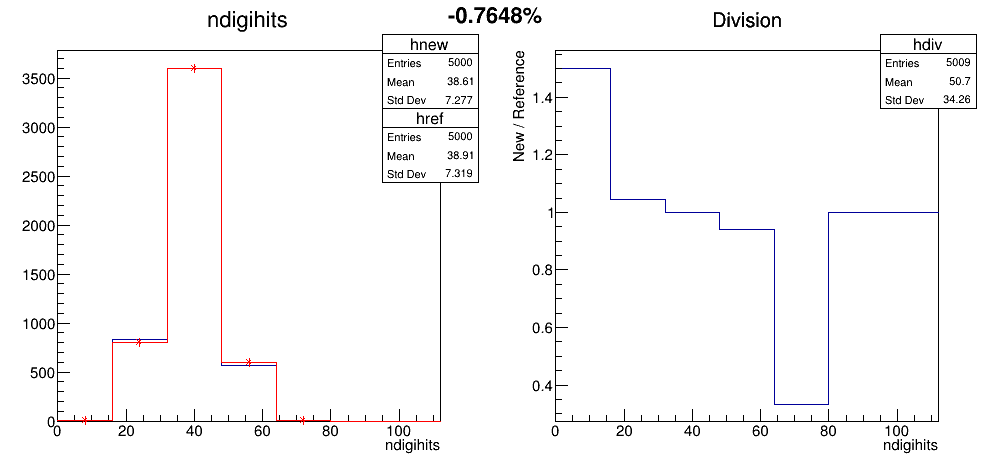 -0.7648%
ndigihits
hnew
Entries 5000
Mean 38.61
Std Dev 7.277
href
Entries 5000
Mean 38.91
Std Dev 7.319
3500
3000
2500
2000
1500
1000
500
0
0 20 40 60 80 100
ndigihits
Division
hdiv
Entries 5009
Mean 50.7
Std Dev 34.26
New / Reference
1.4
1.2
1
0.8
0.6
0.4
0 20 40 60 80 100
ndigihits